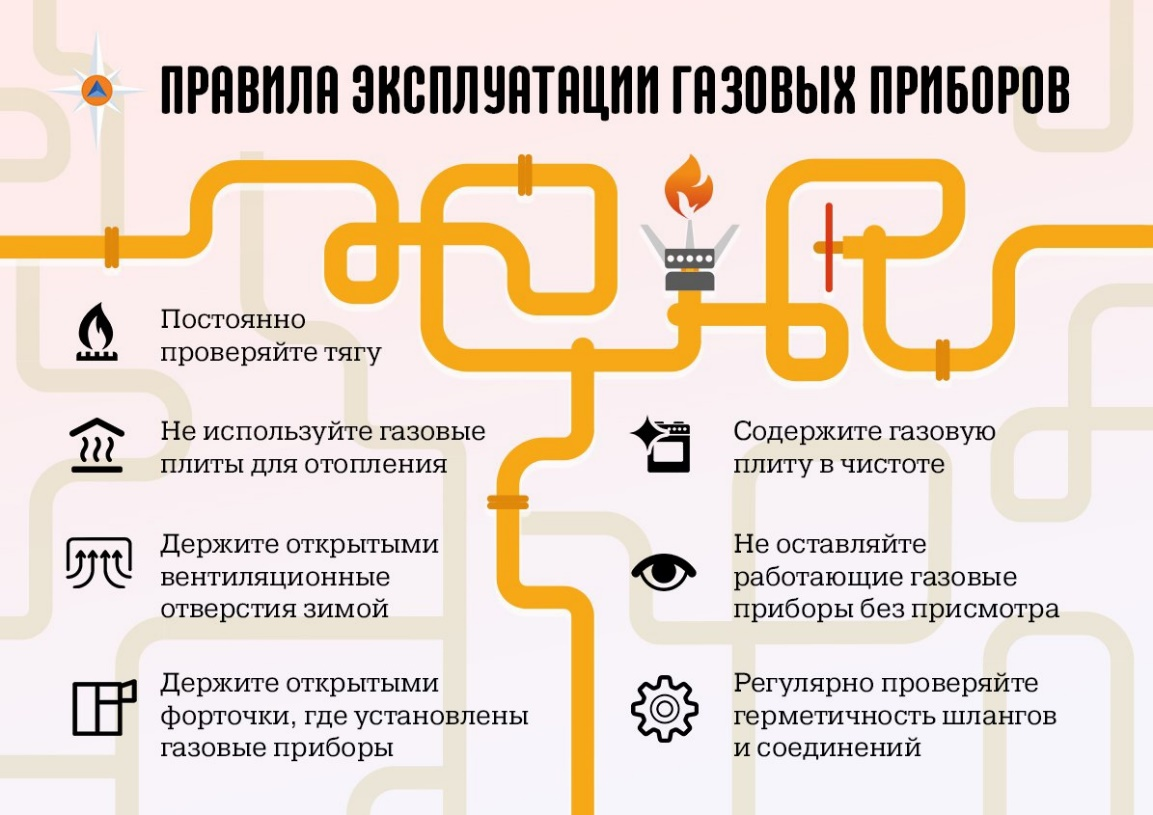 ПРАВИЛА ЭКСПЛУАТАЦИИ ГАЗОВЫХ ПРИБОРОВ
Постоянно
проверяйте тягу
Не используйте газовые
плиты для отопления
Держите открытыми
вентиляционные
отверстия зимой
Держите открытыми
форточки, где установлены
газовые приборы
Содержите газовую
плиту в чистоте
Не оставляйте
работающие газовые
приборы без присмотра
Регулярно проверяйте
герметичность шлангов
и соединений